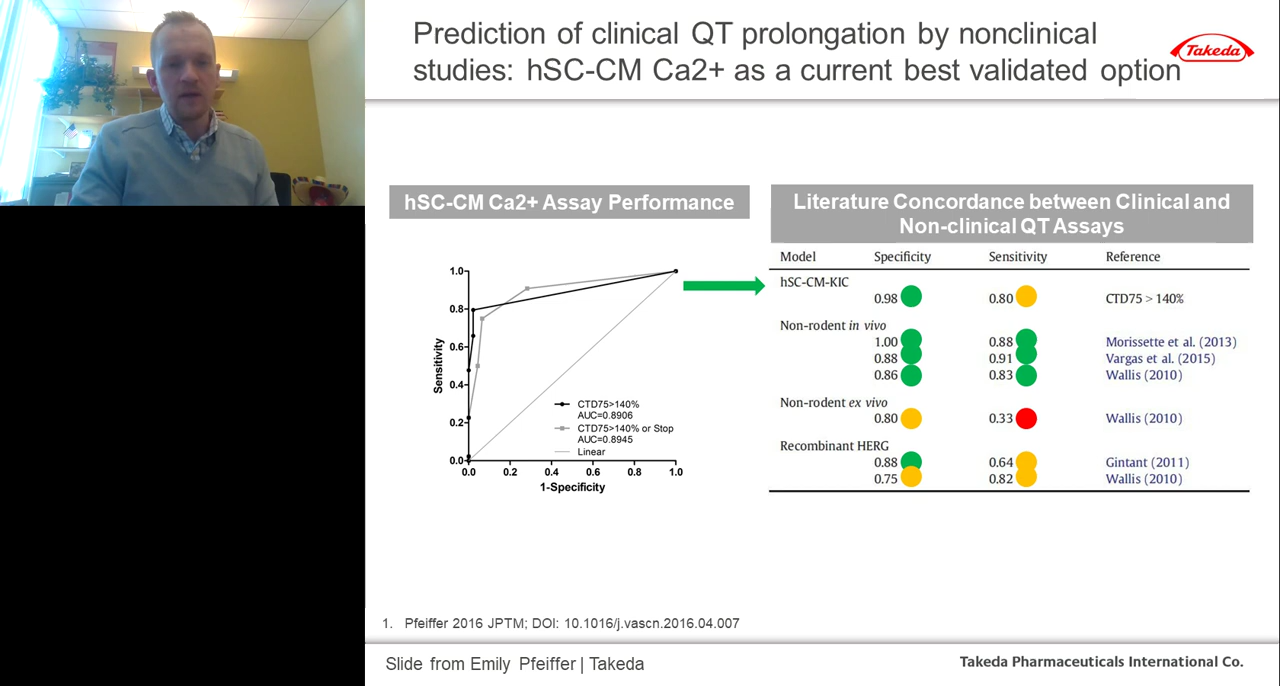 Prediction of clinical QT prolongation by nonclinical
studies: hSC-CM Ca2+ as a current best validated option
Takeda
hSC-CM Ca2+ Assay Performance
1.0
0.8
0.6
0.4
0.2
0.0
Sensitivity
0.0 0.2 0.4 0.6 0.8 1.0
1-Specificity
CTD75>140%
AUC=0.8906
CTD75>140% or Stop
AUC=0.8945
Linear
Literature Concordance between Clinical and
Non-clinical QT Assays
Model Specificity Sensitivity Reference
hSC-CM-KIC
0.98 0.80 CTD75 > 140%
Non-rodent in vivo
1.00 0.88 Morissette et al. (2013)
0.88 0.91 Vargas et al. (2015)
0.86 0.83 Wallis (2010)
Non-rodent ex vivo
0.80 0.33 Wallis (2010)
Recombinant HERG
0.88 0.64 Gintant (2011)
0.75 0.82 Wallis (2010)
1. Pfeiffer 2016 JPTM; DOI: 10.1016/j.vascn.2016.04.007
Slide from Emily Pfeiffer | Takeda
Takeda Pharmaceuticals International Co.